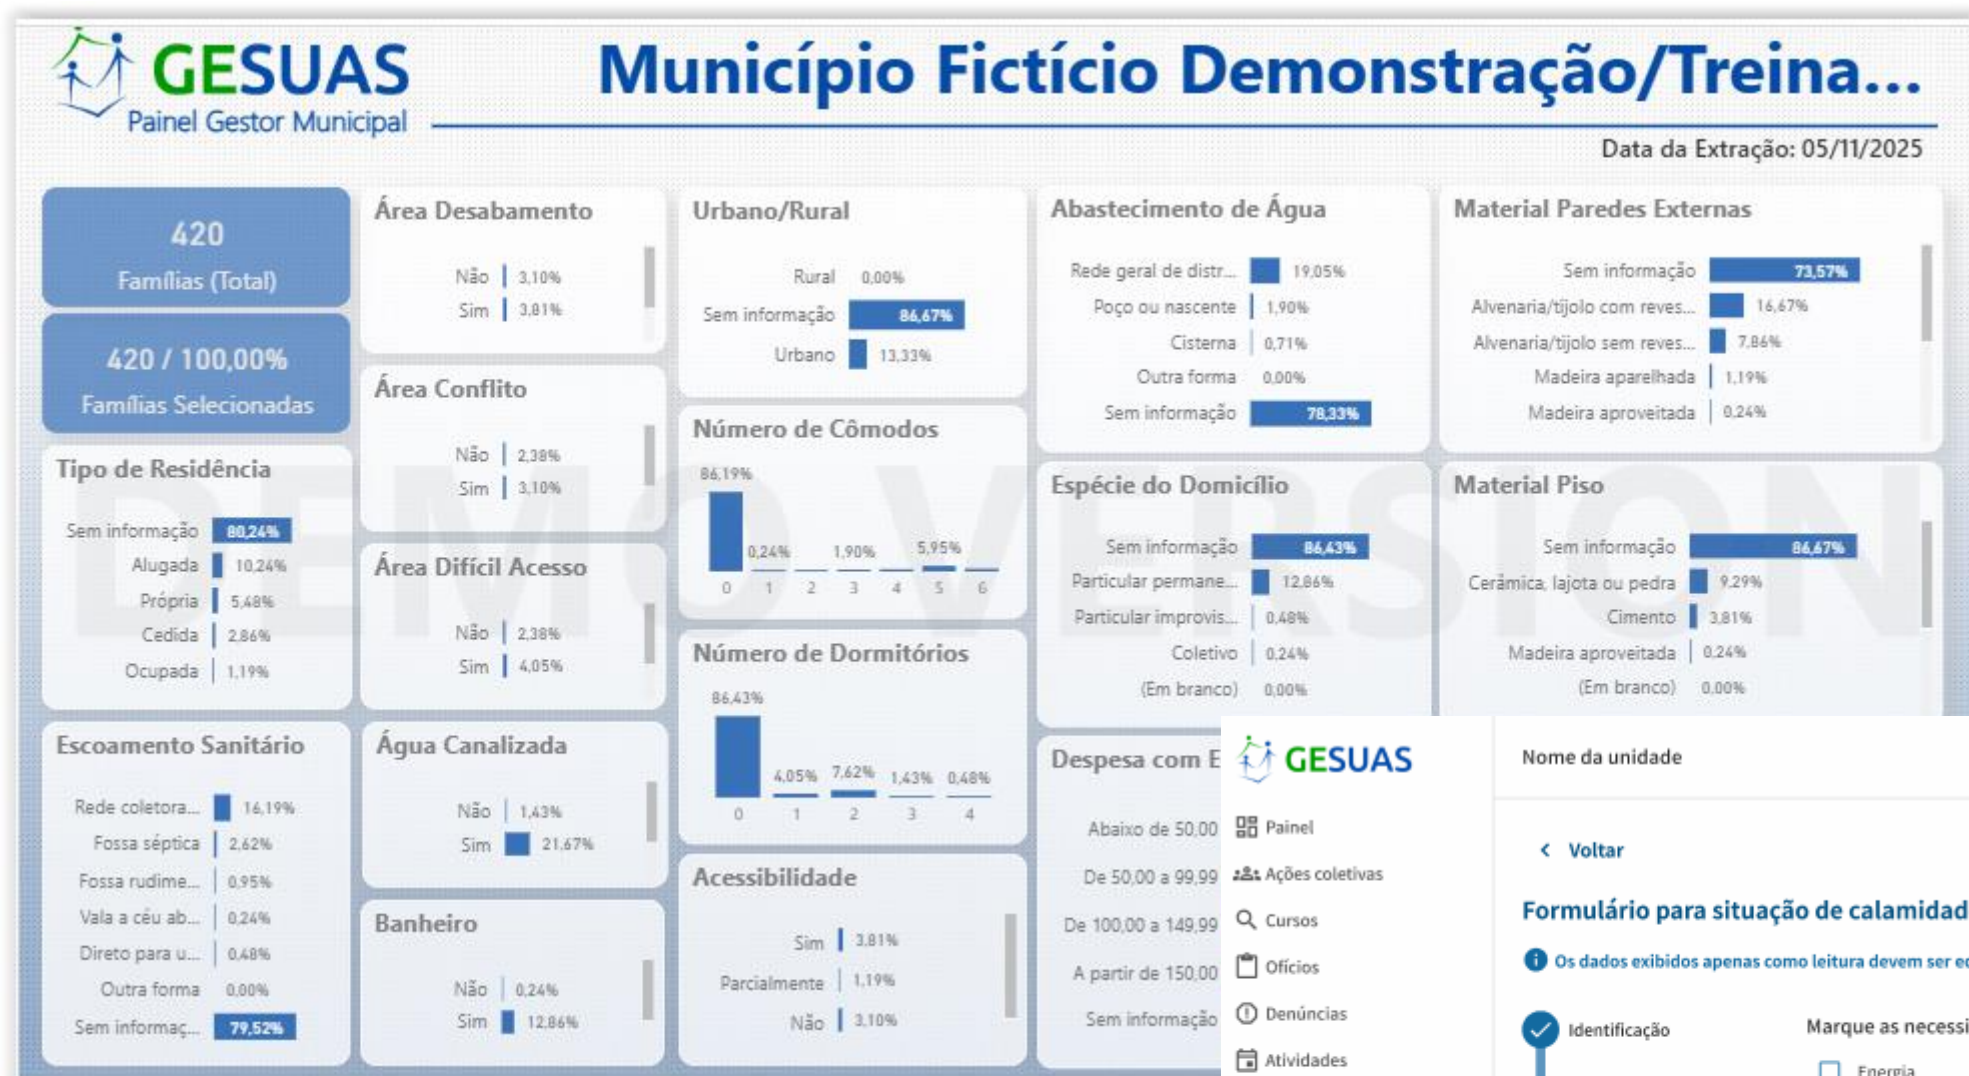 GESUAS
Painel Gestor Municipal
Município Fictício Demonstração/Treina...
Data da Extração: 05/11/2025
420
Famílias (Total)
420 / 100,00%
Famílias Selecionadas
Tipo de Residência
Sem informação 80,24%
Alugada 10,24%
Própria 5,48%
Cedida 2,86%
Ocupada 1,19%
Escoamento Sanitário
Rede coletora... 16,19%
Fossa séptica 2,62%
Fossa rudime... 0,95%
Vala a céu ab... 0,24%
Direto para u... 0,48%
Outra forma 0,00%
Sem informaç... 79,52%
Área Desabamento
Não 3,10%
Sim 3,81%
Área Conflito
Não 2,38%
Sim 3,10%
Área Difícil Acesso
Não 2,38%
Sim 4,05%
Água Canalizada
Não 1,43%
Sim 21,67%
Banheiro
Não 0,24%
Sim 12,86%
Urbano/Rural
Rural 0,00%
Sem informação 86,67%
Urbano 13,33%
Número de Cômodos
86,19%
0,24% 1,90% 5,95%
0 1 2 3 4 5 6
Número de Dormitórios
86,43%
4,05% 7,62% 1,43% 0,48%
0 1 2 3 4
Acessibilidade
Sim 3,81%
Parcialmente 1,19%
Não 3,10%
Abastecimento de Água
Rede geral de distr... 19,05%
Poço ou nascente 1,90%
Cisterna 0,71%
Outra forma 0,00%
Sem informação 78,33%
Espécie do Domicílio
Sem informação 86,43%
Particular permane... 12,86%
Particular improvis... 0,48%
Coletivo 0,24%
(Em branco) 0,00%
Despesa com E
Abaixo de 50,00
De 50,00 a 99,99
De 100,00 a 149,99
A partir de 150,00
Sem informação
Material Paredes Externas
Sem informação 73,57%
Alvenaria/tijolo com reves... 16,67%
Alvenaria/tijolo sem reves... 7,86%
Madeira aparelhada 1,19%
Madeira aproveitada 0,24%
Material Piso
Sem informação 86,67%
Cerâmica, lajota ou pedra 9,29%
Cimento 3,81%
Madeira aproveitada 0,24%
(Em branco) 0,00%
DEMO VERSION
GESUAS
Painel
Ações coletivas
Cursos
Ofícios
Denúncias
Atividades
Nome da unidade
< Voltar
Formulário para situação de calamidad
Os dados exibidos apenas como leitura devem ser e
Identificação
Marque as necessi
Energia